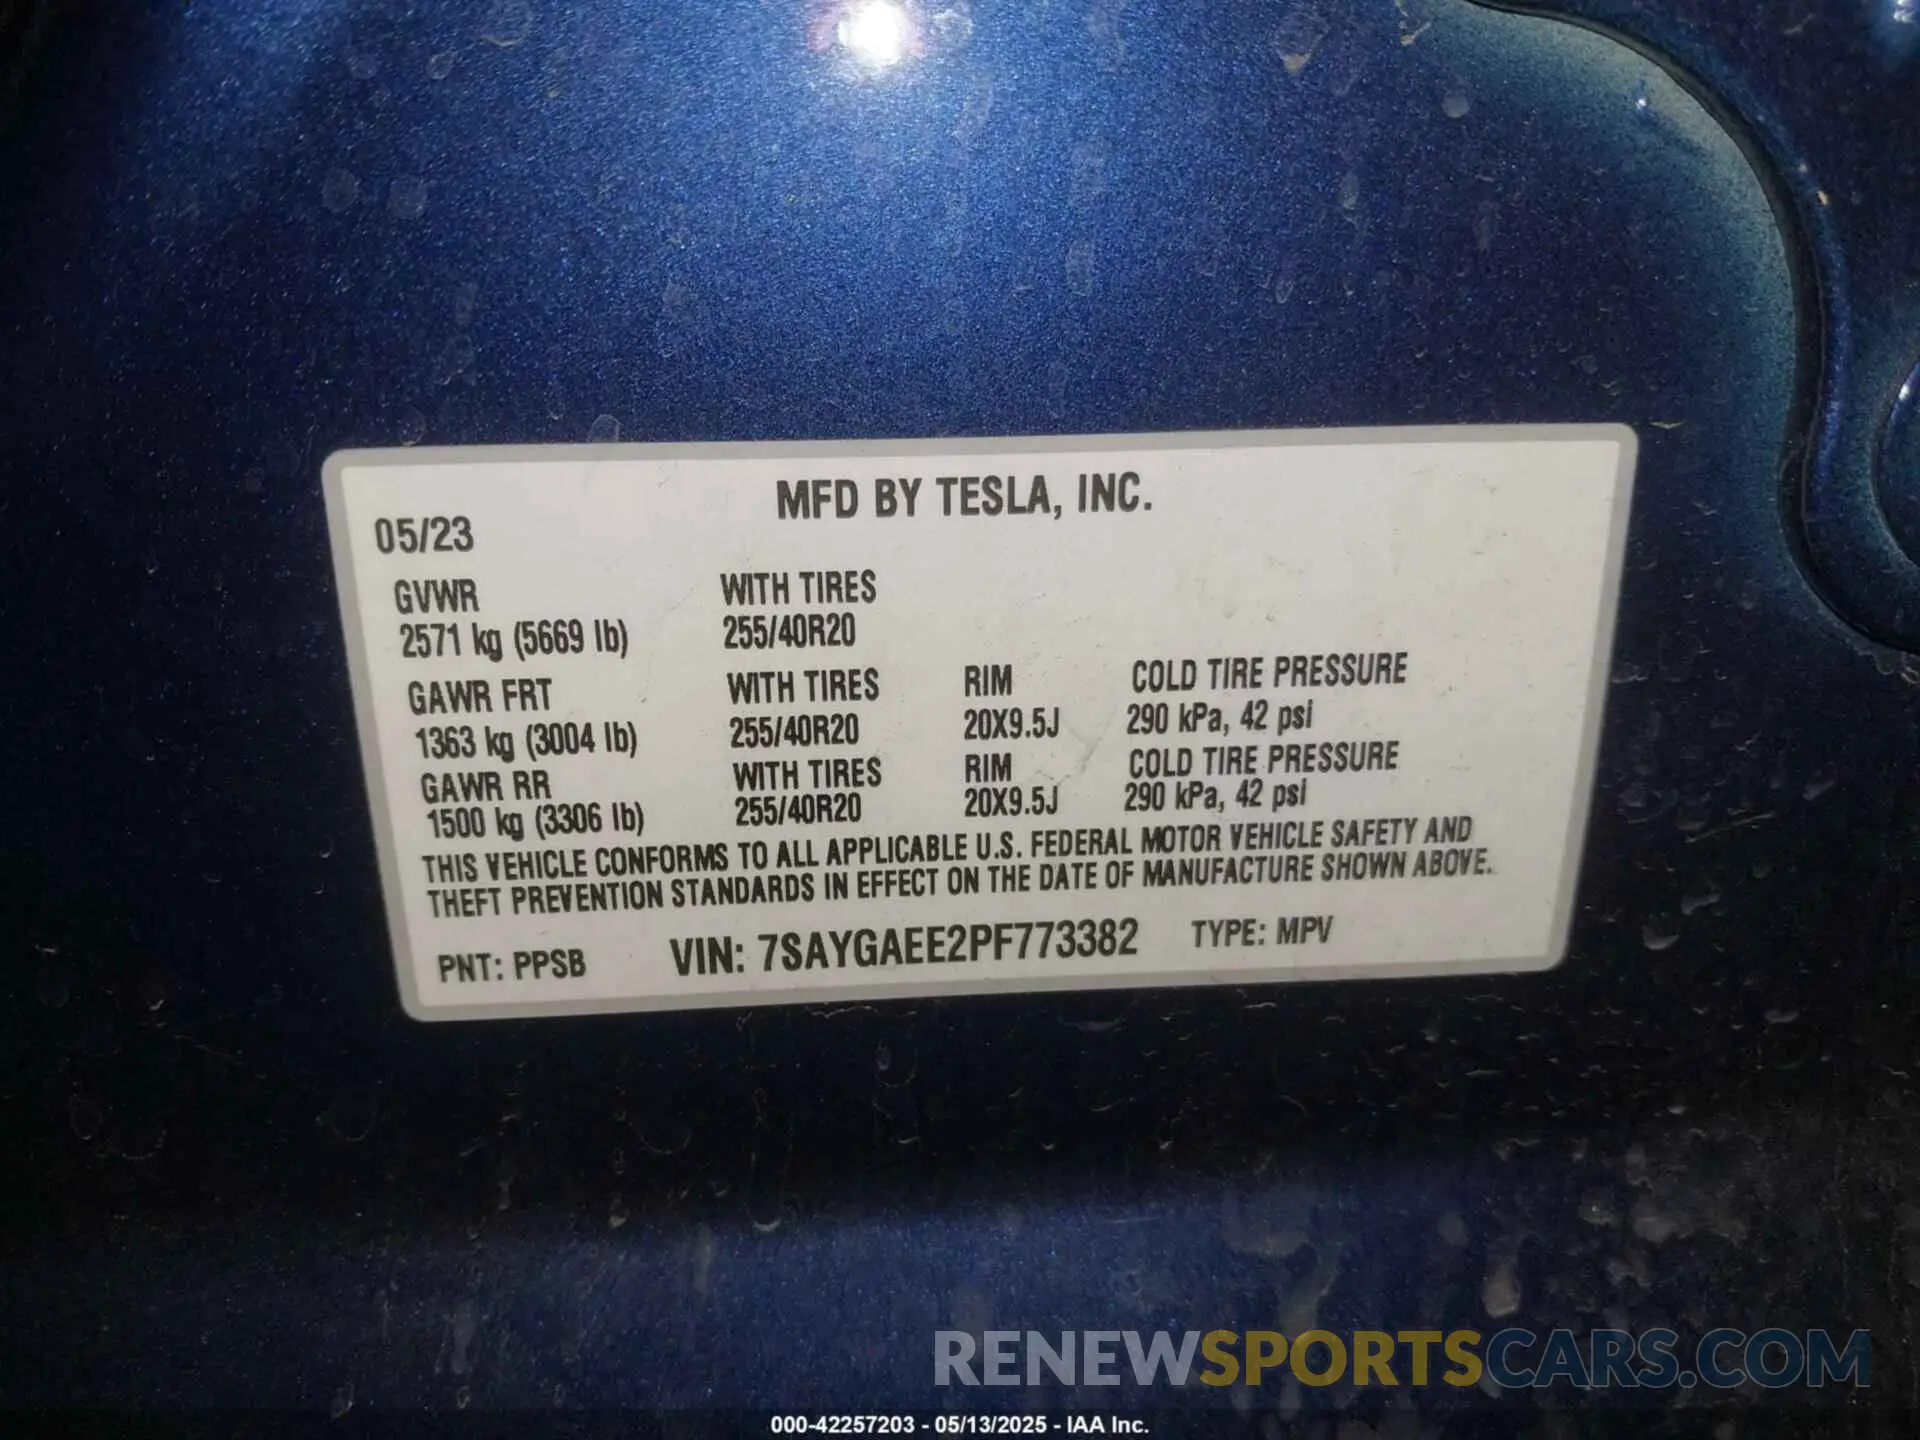 MFD BY TESLA, INC.
05/23
GVWR WITH TIRES
2571 kg (5669 lb) 255/40R20
GAWR FRT WITH TIRES RIM COLD TIRE PRESSURE
1363 kg (3004 lb) 255/40R20 20X9.5J 290 kPa, 42 psi
GAWR RR WITH TIRES RIM COLD TIRE PRESSURE
1500 kg (3306 lb) 255/40R20 20X9.5J 290 kPa, 42 psi
THIS VEHICLE CONFORMS TO ALL APPLICABLE U.S. FEDERAL MOTOR VEHICLE SAFETY AND
THEFT PREVENTION STANDARDS IN EFFECT ON THE DATE OF MANUFACTURE SHOWN ABOVE.
PNT: PPSB VIN: 7SAYGAEE2PF773382 TYPE: MPV
RENEWSPORTSCARS.COM
000-42257203 - 05/13/2025 - IAA Inc.